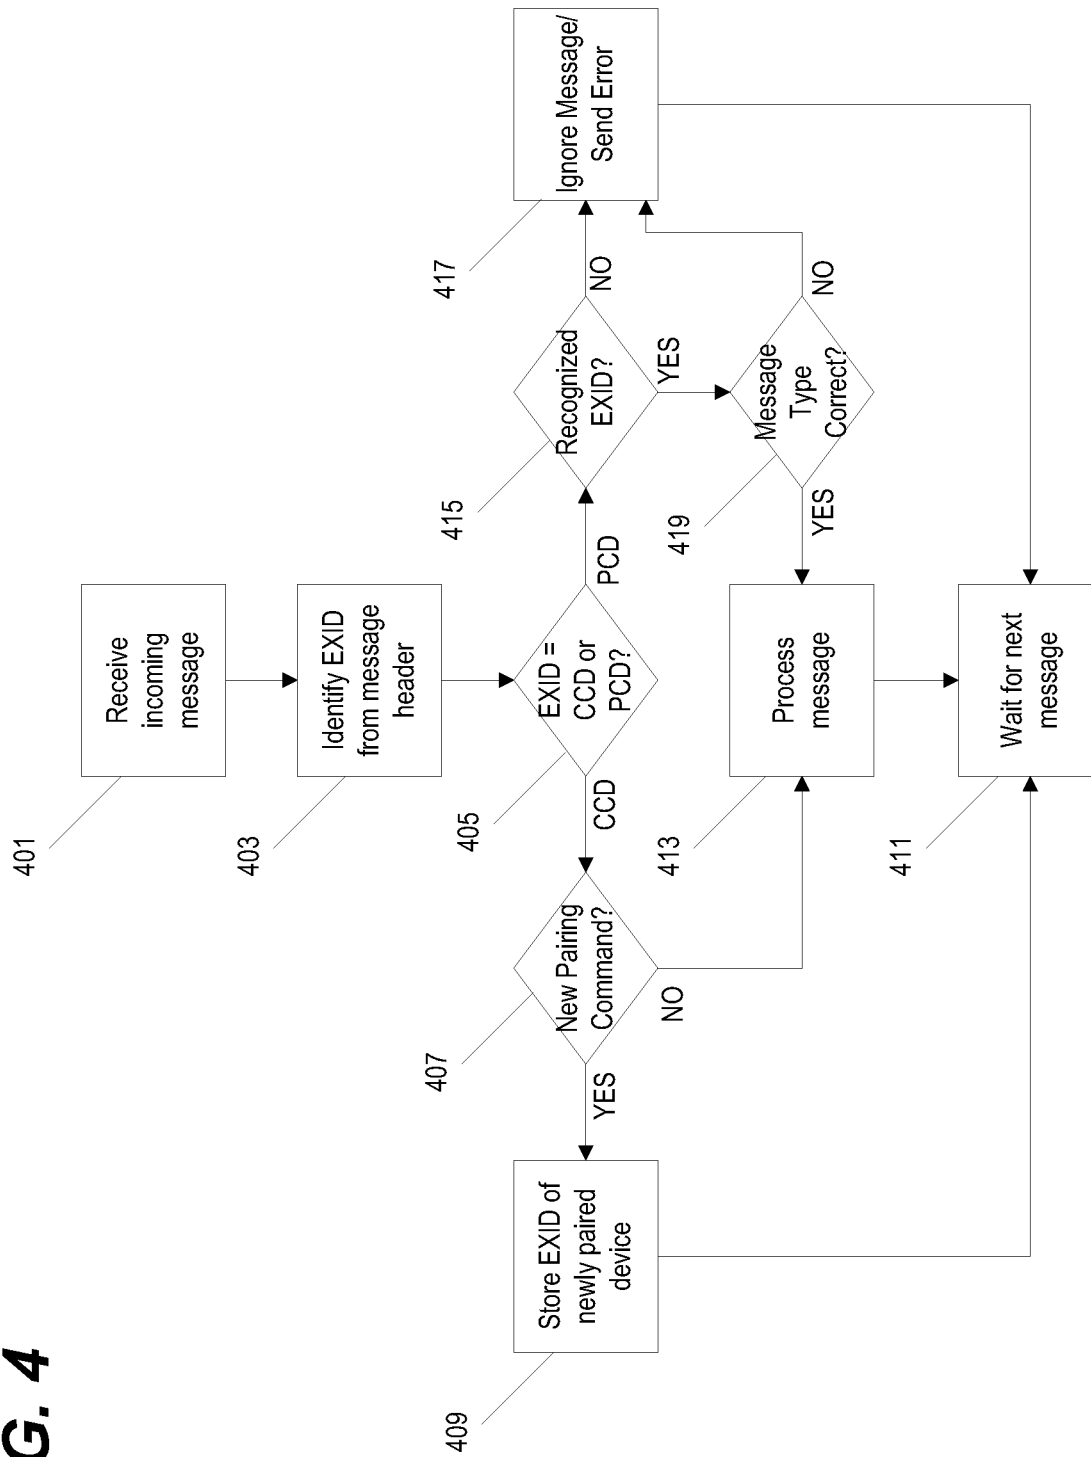 G. 4
401
Receive
incoming
message
403
Identify EXID
from message
header
405
EXID =
CCD or
PCD?
CCD
PCD
407
New Pairing
Command?
YES
NO
409
Store EXID of
newly paired
device
415
Recognized
EXID?
NO
YES
417
Ignore Message/
Send Error
419
Message
Type
Correct?
YES
NO
413
Process
message
411
Wait for next
message